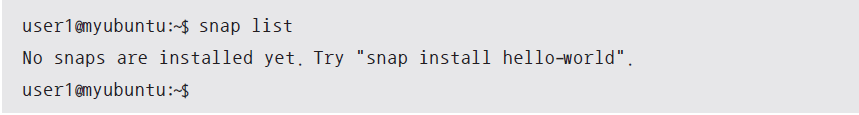 user1@myubuntu:~$ snap list
No snaps are installed yet. Try "snap install hello-world".
user1@myubuntu:~$